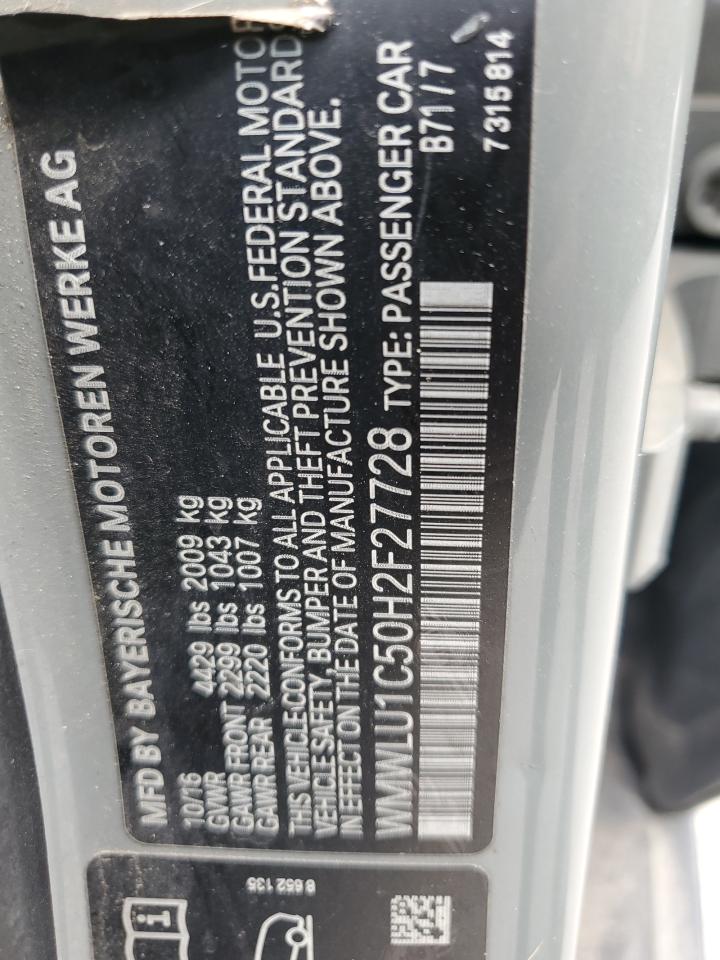 MFD BY BAYERISCHE MOTOREN WERKE AG
10/16
GVWR 4429 lbs 2009 kg
GAWR FRONT 2299 lbs 1043 kg
GAWR REAR 2220 lbs 1007 kg
THIS VEHICLE CONFORMS TO ALL APPLICABLE U.S. FEDERAL MOTOR
VEHICLE SAFETY, BUMPER AND THEFT PREVENTION STANDARDS
IN EFFECT ON THE DATE OF MANUFACTURE SHOWN ABOVE.
WMWLU1C50H2F27728 TYPE: PASSENGER CAR
B71/7
7315814
8 652 135